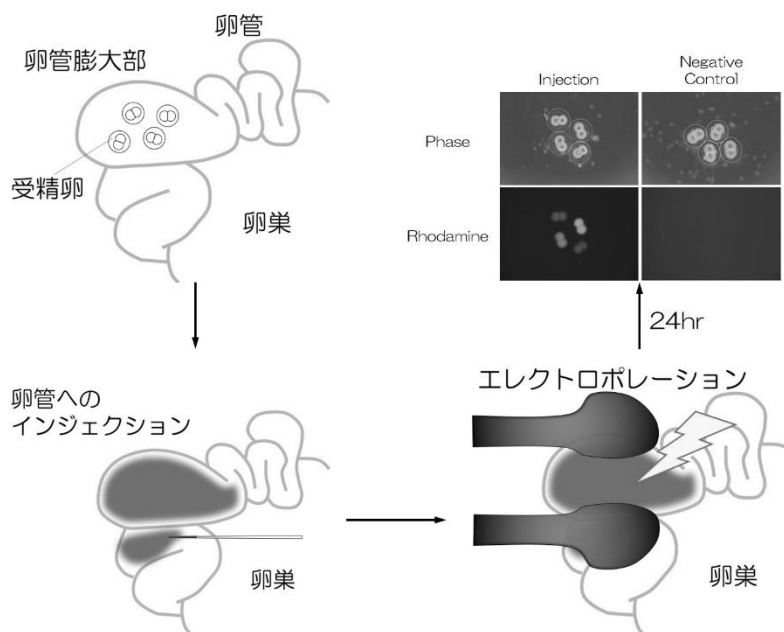 卵管
卵管膨大部
受精卵
卵巣
Injection
Negative
Control
Phase
Rhodamine
24hr
卵管への
インジェクション
卵巣
エレクトロポレーション
卵巣